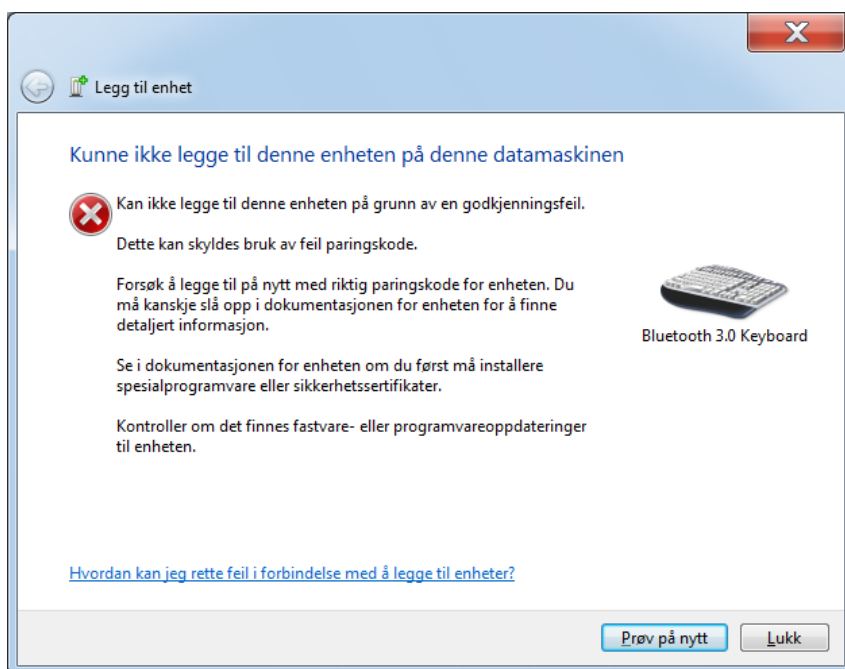 Legg til enhet
Kunne ikke legge til denne enheten på denne datamaskinen
Kan ikke legge til denne enheten på grunn av en godkjenningsfeil.
Dette kan skyldes bruk av feil paringskode.
Forsøk å legge til på nytt med riktig paringskode for enheten. Du
må kanskje slå opp i dokumentasjonen for enheten for å finne
detaljert informasjon.
Se i dokumentasjonen for enheten om du først må installere
spesialprogramvare eller sikkerhetssertifikater.
Kontroller om det finnes fastvare- eller programvareoppdateringer
til enheten.
Bluetooth 3.0 Keyboard
Hvordan kan jeg rette feil i forbindelse med å legge til enheter?
Prøv på nytt
Lukk